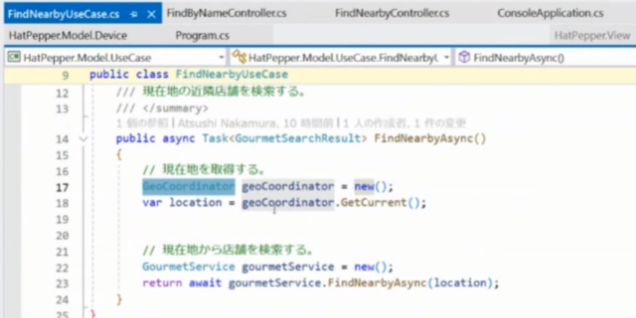 FindNearbyUseCase.cs FindByNameController.cs FindNearbyController.cs ConsoleApplication.cs
HatPepper.Model.Device Program.cs HatPepper.View
HatPepper.Model.UseCase HatPepper.Model.UseCase.FindNearbyU FindNearbyAsync()
9 public class FindNearbyUseCase
12 /// 現在地の近隣店舗を検索する。
13 /// </summary>
1 個の参照 | Atsushi Nakamura、10 時間前 | 1 人の作成者、1 件の変更
14 public async Task<GourmetSearchResult> FindNearbyAsync()
15 {
16 // 現在地を取得する。
17 GeoCoordinator geoCoordinator = new();
18 var location = geoCoordinator.GetCurrent();
19
20
21 // 現在地から店舗を検索する。
22 GourmetService gourmetService = new();
23 return await gourmetService.FindNearbyAsync(location);
24 }
25 }